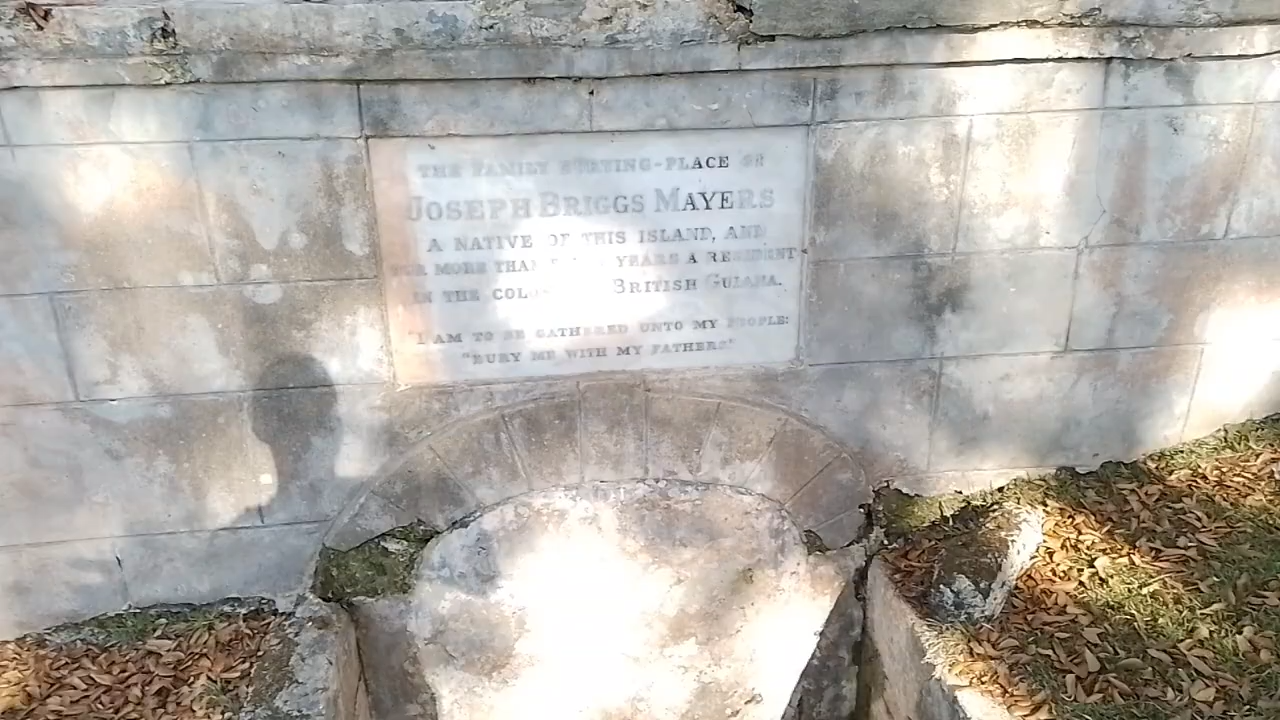 THE FAMILY BURYING-PLACE OF
JOSEPH BRIGGS MAYERS
A NATIVE OF THIS ISLAND, AND
FOR MORE THAN YEARS A RESIDENT
IN THE COLONY BRITISH GUIANA.
"I AM TO BE GATHERED UNTO MY PEOPLE:
"BURY ME WITH MY FATHERS"